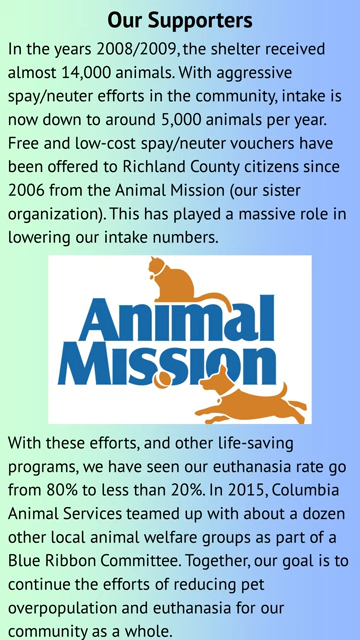 Our Supporters
In the years 2008/2009, the shelter received
almost 14,000 animals. With aggressive
spay/neuter efforts in the community, intake is
now down to around 5,000 animals per year.
Free and low-cost spay/neuter vouchers have
been offered to Richland County citizens since
2006 from the Animal Mission (our sister
organization). This has played a massive role in
lowering our intake numbers.
Animal
Mission
With these efforts, and other life-saving
programs, we have seen our euthanasia rate go
from 80% to less than 20%. In 2015, Columbia
Animal Services teamed up with about a dozen
other local animal welfare groups as part of a
Blue Ribbon Committee. Together, our goal is to
continue the efforts of reducing pet
overpopulation and euthanasia for our
community as a whole.